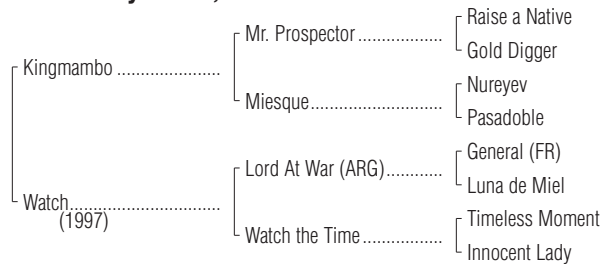 Raise a Native
Mr. Prospector ..................
Gold Digger
Kingmambo ......................
Nureyev
Miesque............................
Pasadoble
General (FR)
Lord At War (ARG)............
Luna de Miel
Watch................................
(1997)
Timeless Moment
Watch the Time.................
Innocent Lady